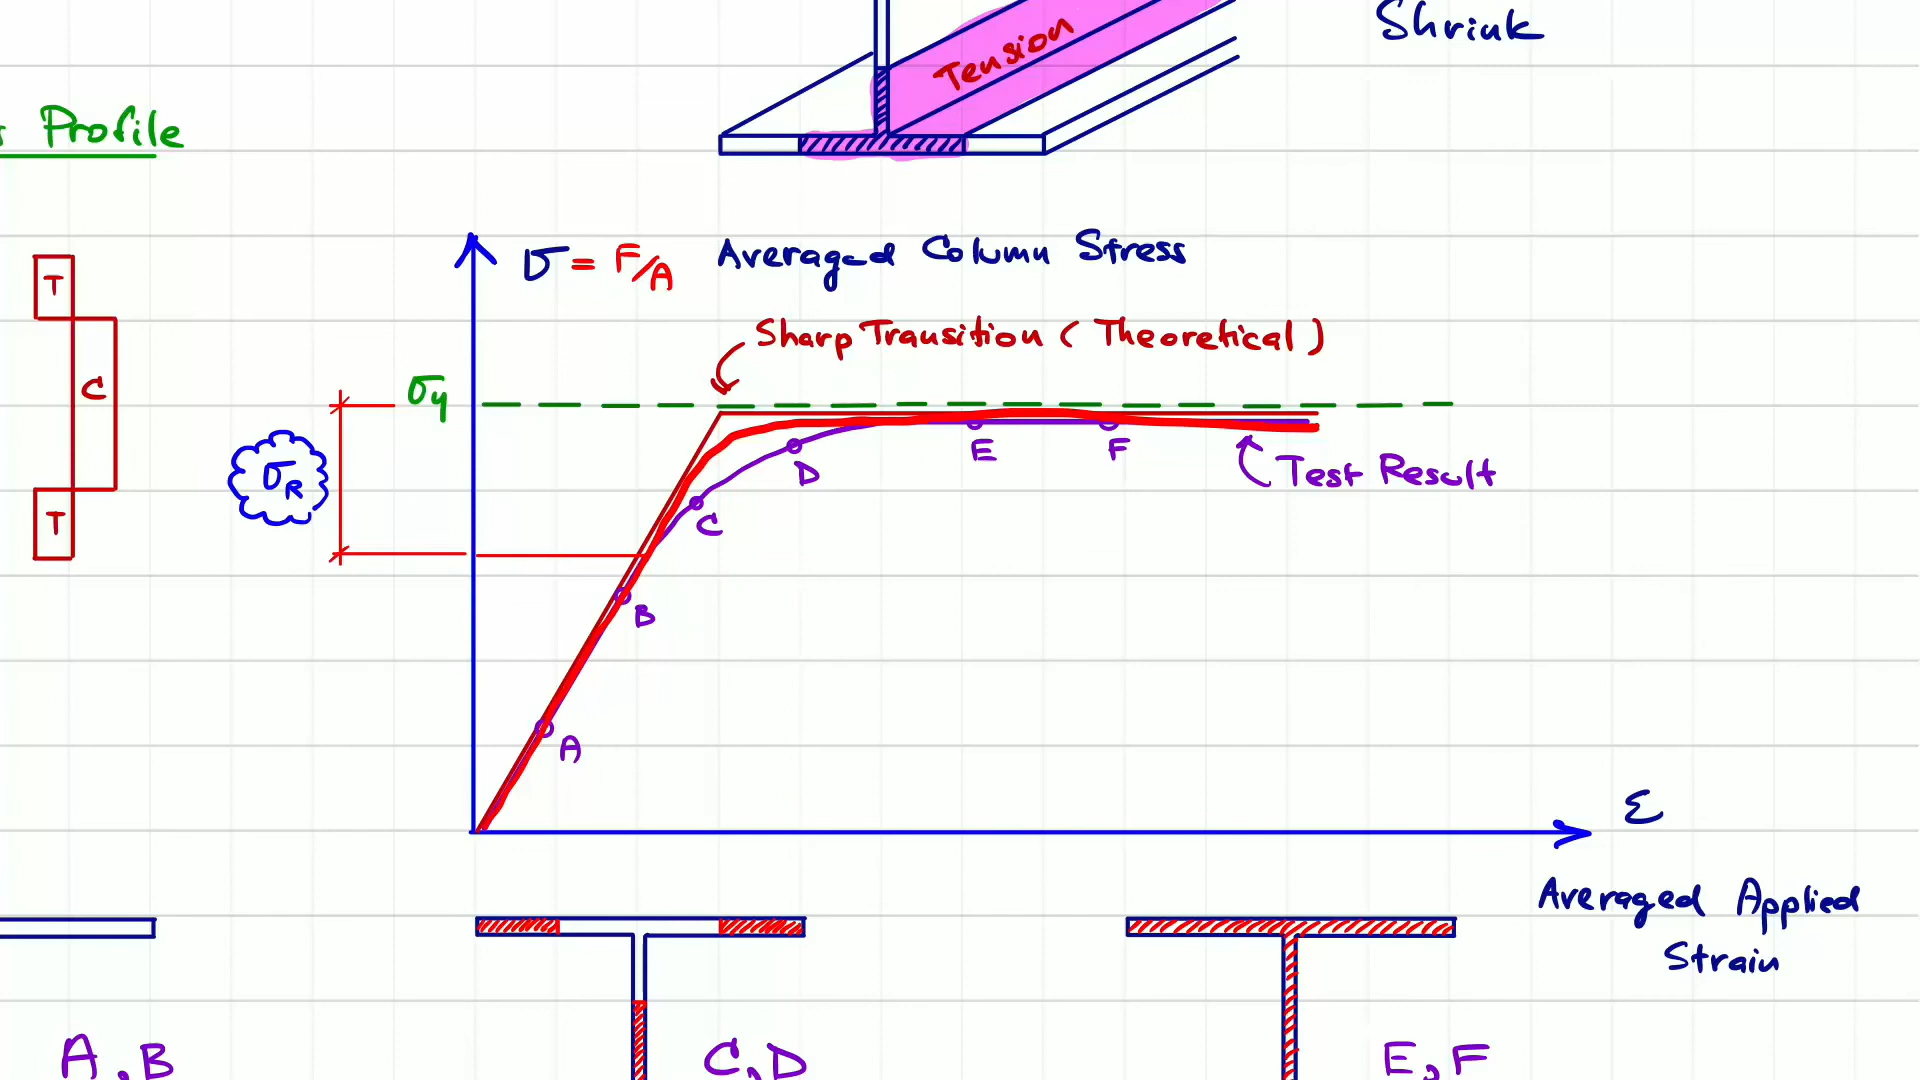 Shrink
Tension
Profile
σ = F/A Averaged Column Stress
Sharp Transition (Theoretical)
T
C
T
σy
σR
E
F
D
Test Result
C
B
A
ε
Averaged Applied
Strain
A, B
C, D
E, F